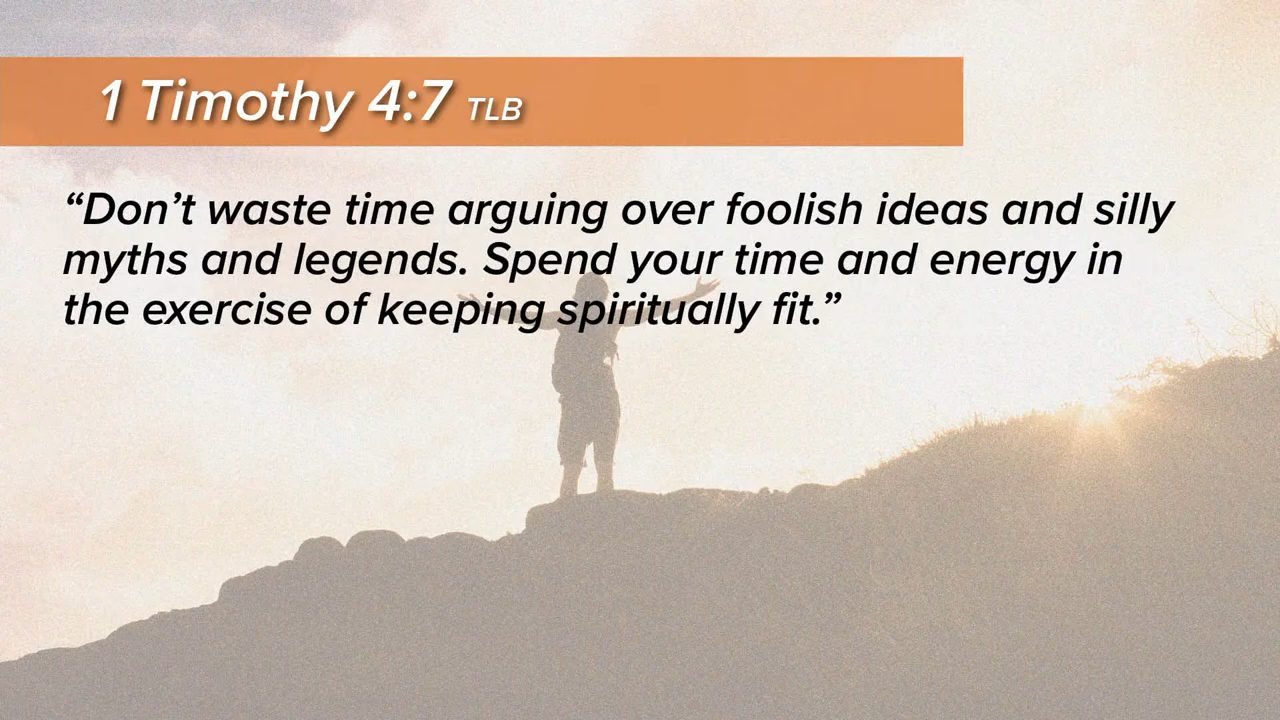 1 Timothy 4:7 TLB
“Don’t waste time arguing over foolish ideas and silly
myths and legends. Spend your time and energy in
the exercise of keeping spiritually fit.”